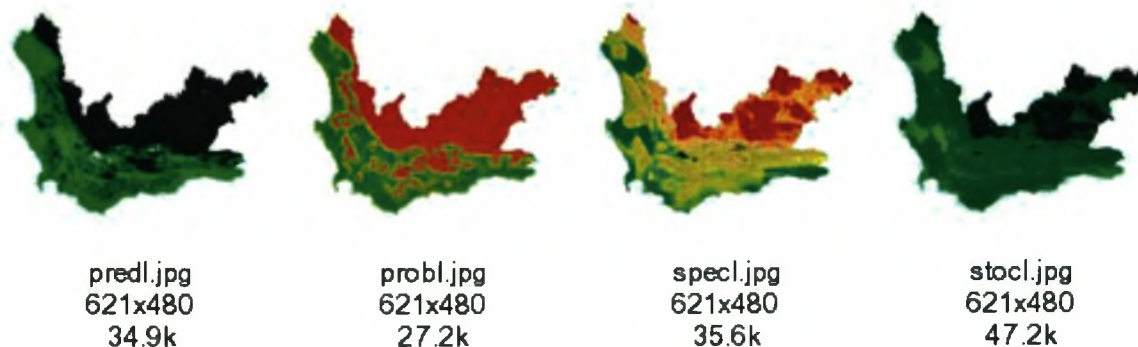 predl.jpg
621x480
34.9k
probl.jpg
621x480
27.2k
specl.jpg
621x480
35.6k
stocl.jpg
621x480
47.2k